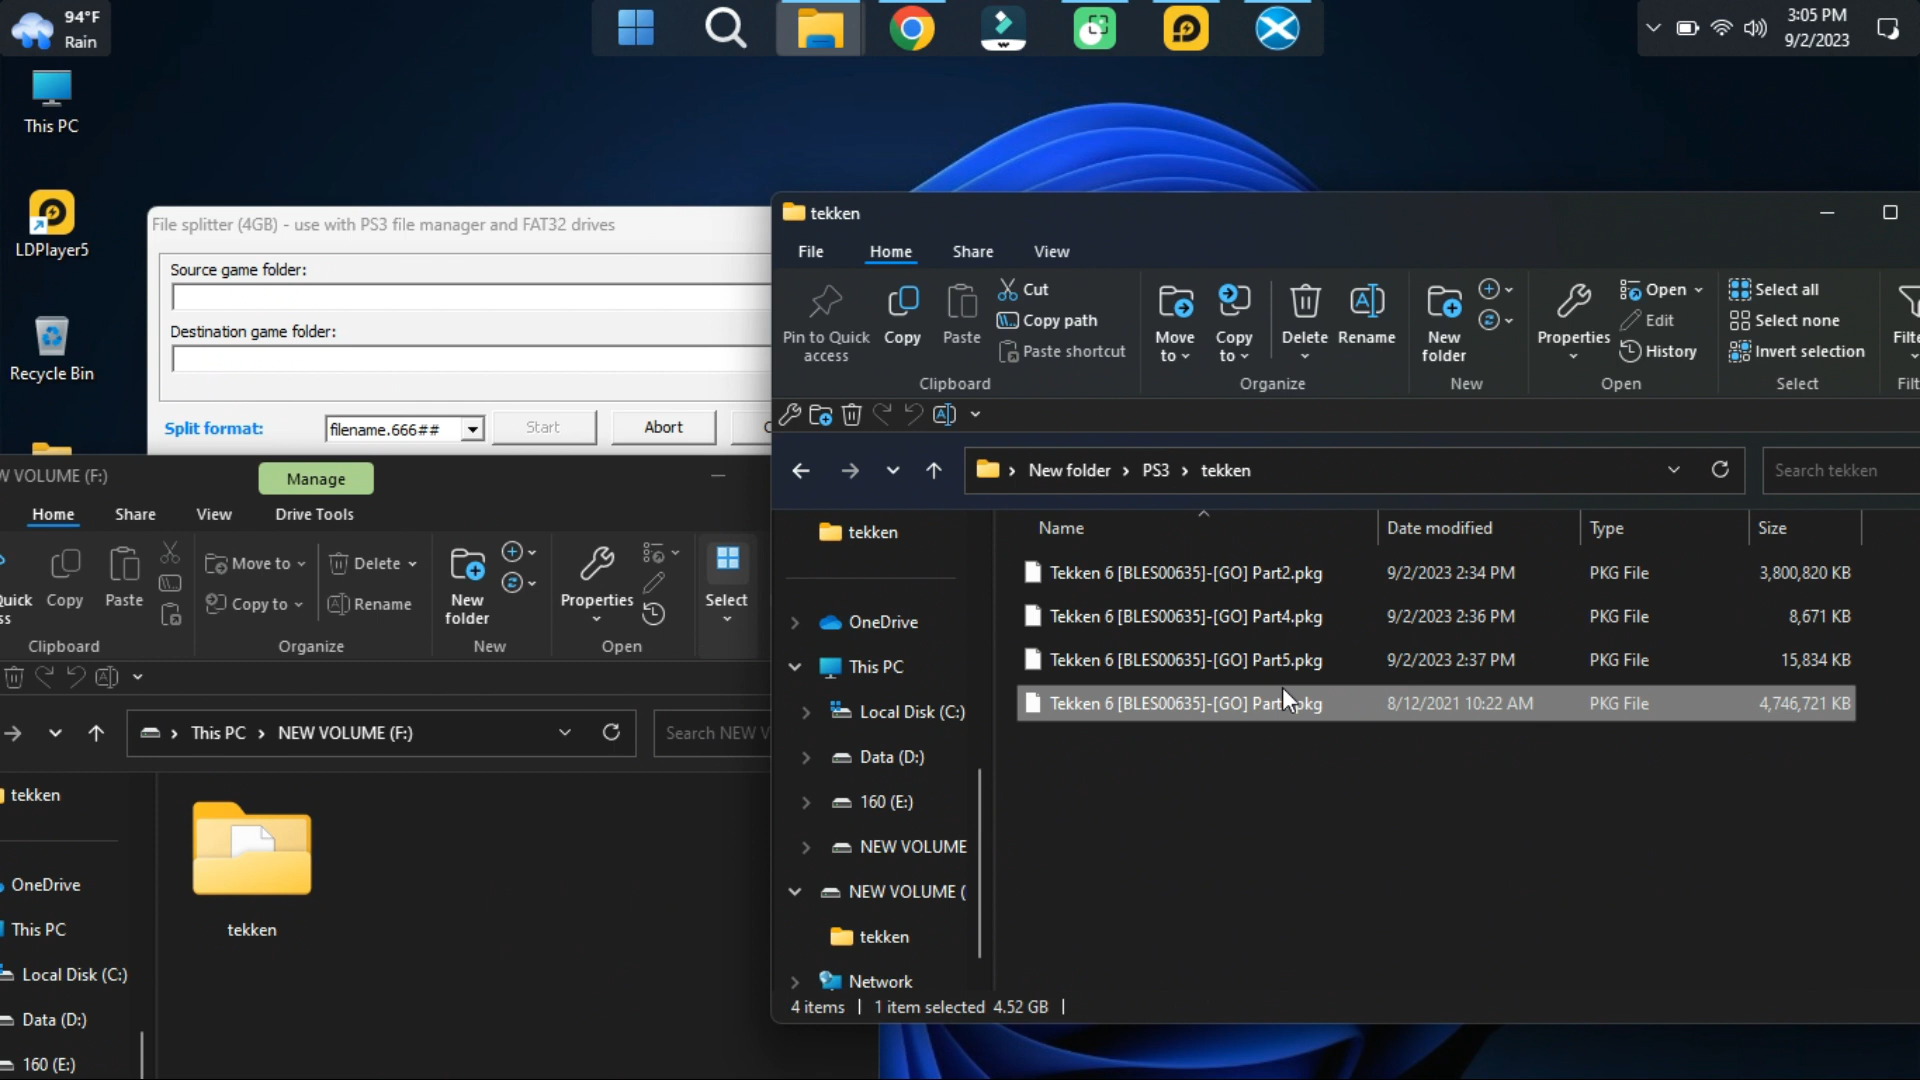 94°F
Rain
3:05 PM
9/2/2023
This PC
LDPlayer5
Recycle Bin
File splitter (4GB) - use with PS3 file manager and FAT32 drives
Source game folder:
Destination game folder:
Split format:
filename.666##
Start
Abort
W VOLUME (F:)
Manage
Home
Share
View
Drive Tools
Copy
Paste
Move to
Copy to
Delete
Rename
New
folder
Properties
Select
Clipboard
Organize
New
Open
This PC > NEW VOLUME (F:)
Search NEW V
tekken
OneDrive
This PC
Local Disk (C:)
Data (D:)
160 (E:)
tekken
tekken
File
Home
Share
View
Pin to Quick
access
Copy
Paste
Cut
Copy path
Paste shortcut
Move
to
Copy
to
Delete
Rename
New
folder
Properties
Open
Edit
History
Select all
Select none
Invert selection
Clipboard
Organize
New
Open
Select
New folder > PS3 > tekken
Search tekken
tekken
OneDrive
This PC
Local Disk (C:)
Data (D:)
160 (E:)
NEW VOLUME
NEW VOLUME (
tekken
Network
Name Date modified Type Size
Tekken 6 [BLES00635]-[GO] Part2.pkg 9/2/2023 2:34 PM PKG File 3,800,820 KB
Tekken 6 [BLES00635]-[GO] Part4.pkg 9/2/2023 2:36 PM PKG File 8,671 KB
Tekken 6 [BLES00635]-[GO] Part5.pkg 9/2/2023 2:37 PM PKG File 15,834 KB
Tekken 6 [BLES00635]-[GO] 8/12/2021 10:22 AM PKG File 4,746,721 KB
4 items | 1 item selected 4.52 GB |